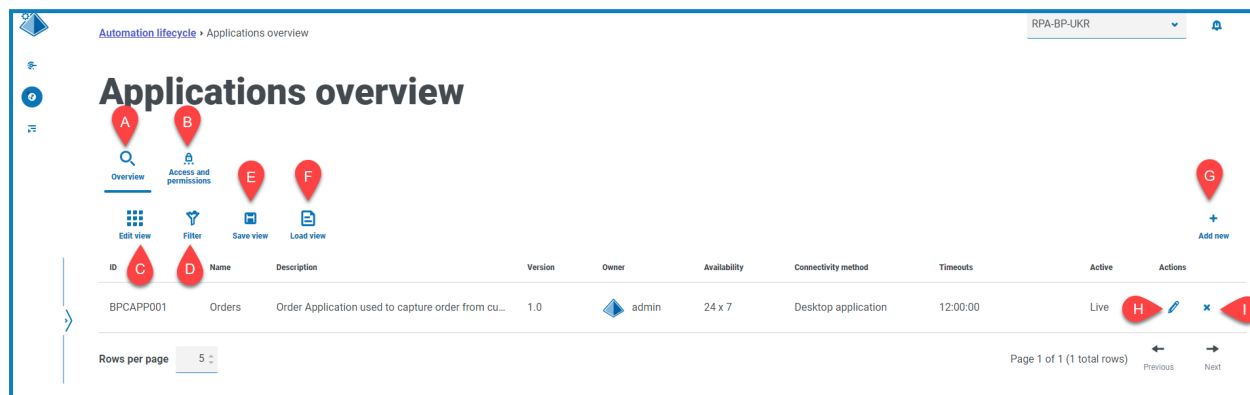 RPA-BP-UKR
Automation lifecycle › Applications overview
Applications overview
A
B
Overview
Access and permissions
E
F
G
Edit view
Filter
Save view
Load view
Add new
C
D
ID
Name
Description
Version
Owner
Availability
Connectivity method
Timeouts
Active
Actions
BPCAPP001
Orders
Order Application used to capture order from cu...
1.0
admin
24 x 7
Desktop application
12:00:00
Live
H
I
Rows per page
5
Page 1 of 1 (1 total rows)
Previous
Next